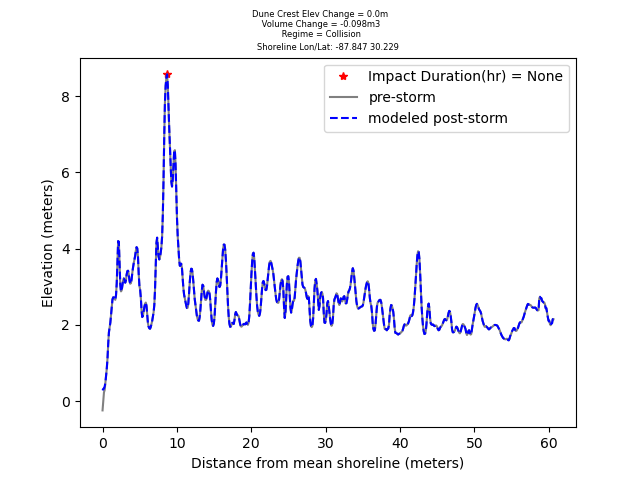 Dune Crest Elev Change = 0.0m
Volume Change = -0.098m3
Regime = Collision
Shoreline Lon/Lat: -87.847 30.229
Impact Duration(hr) = None
pre-storm
modeled post-storm
Elevation (meters)
8
6
4
2
0
0 10 20 30 40 50 60
Distance from mean shoreline (meters)